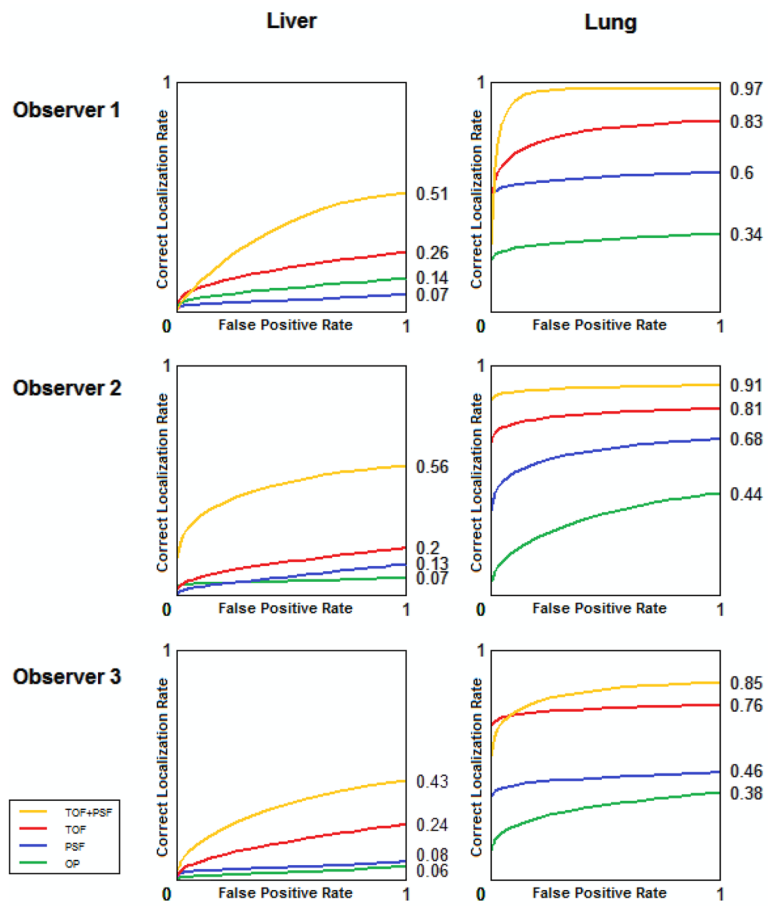 Liver
Lung
Observer 1
Correct Localization Rate
1
0.51
0.26
0.14
0.07
0
False Positive Rate
1
Correct Localization Rate
1
0.97
0.83
0.6
0.34
0
False Positive Rate
1
Observer 2
Correct Localization Rate
1
0.56
0.2
0.13
0.07
0
False Positive Rate
1
Correct Localization Rate
1
0.91
0.81
0.68
0.44
0
False Positive Rate
1
Observer 3
Correct Localization Rate
1
0.43
0.24
0.08
0.06
0
False Positive Rate
1
Correct Localization Rate
1
0.85
0.76
0.46
0.38
0
False Positive Rate
1
TOF+PSF
TOF
PSF
OP